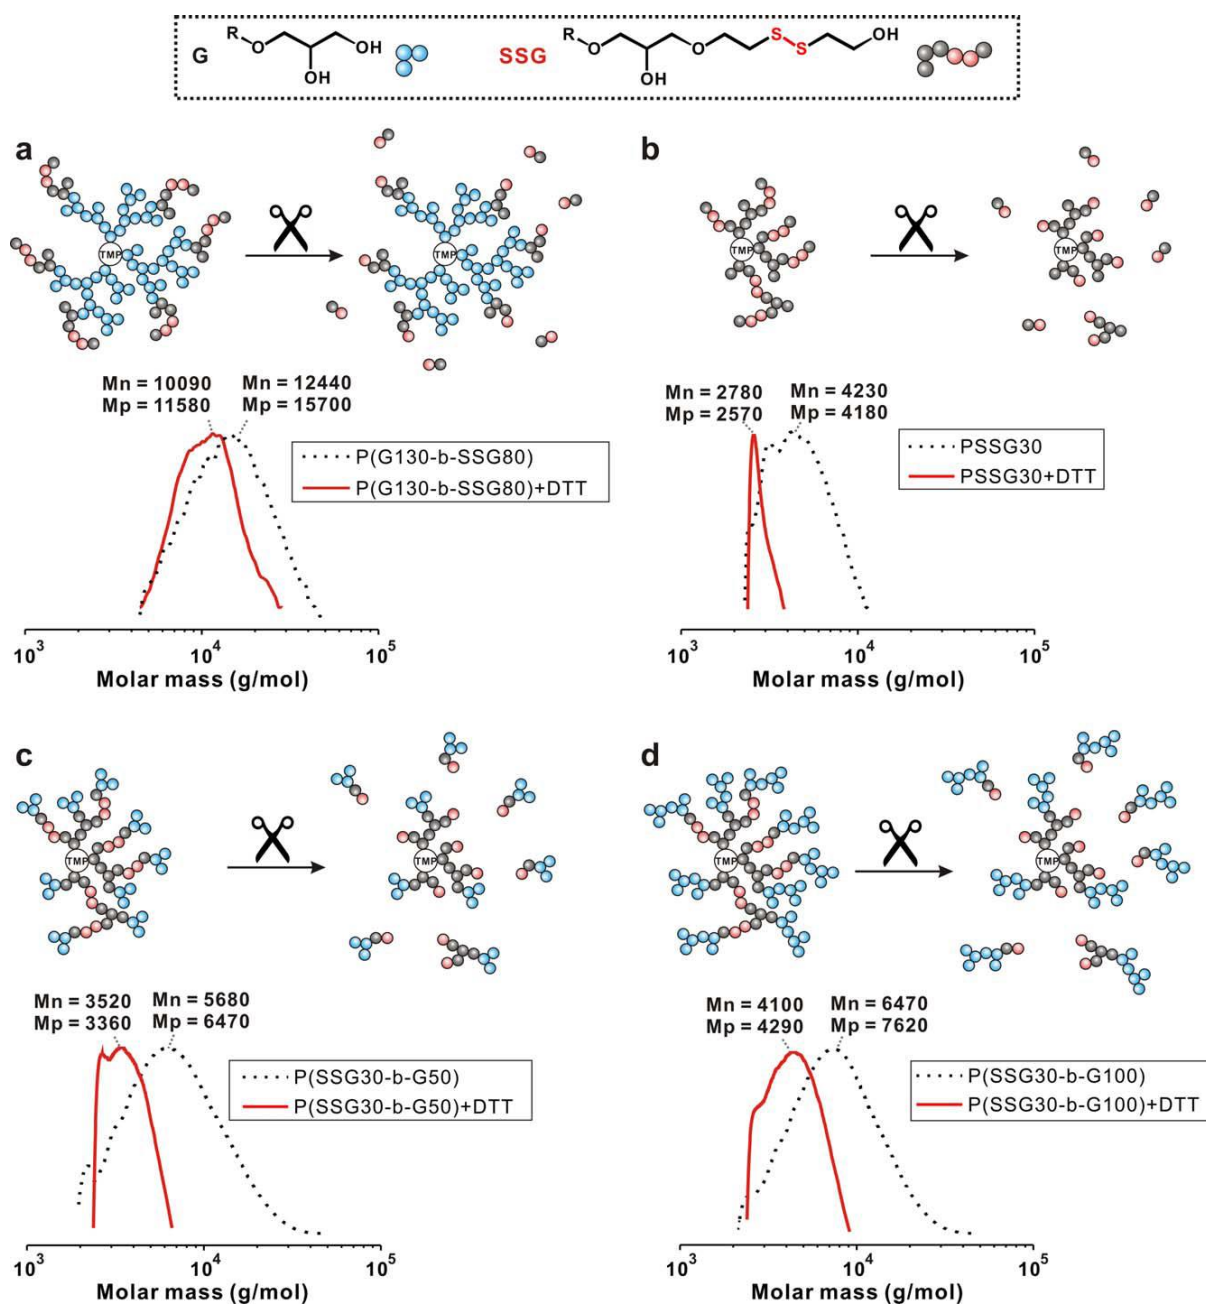 G
R
O
OH
OH
SSG
R
O
OH
O
S
S
OH
a
TMP
TMP
Mn = 10090
Mp = 11580
Mn = 12440
Mp = 15700
P(G130-b-SSG80)
P(G130-b-SSG80)+DTT
10³
10⁴
10⁵
Molar mass (g/mol)
b
TMP
TMP
Mn = 2780
Mp = 2570
Mn = 4230
Mp = 4180
PSSG30
PSSG30+DTT
10³
10⁴
10⁵
Molar mass (g/mol)
c
TMP
TMP
Mn = 3520
Mp = 3360
Mn = 5680
Mp = 6470
P(SSG30-b-G50)
P(SSG30-b-G50)+DTT
10³
10⁴
10⁵
Molar mass (g/mol)
d
TMP
TMP
Mn = 4100
Mp = 4290
Mn = 6470
Mp = 7620
P(SSG30-b-G100)
P(SSG30-b-G100)+DTT
10³
10⁴
10⁵
Molar mass (g/mol)